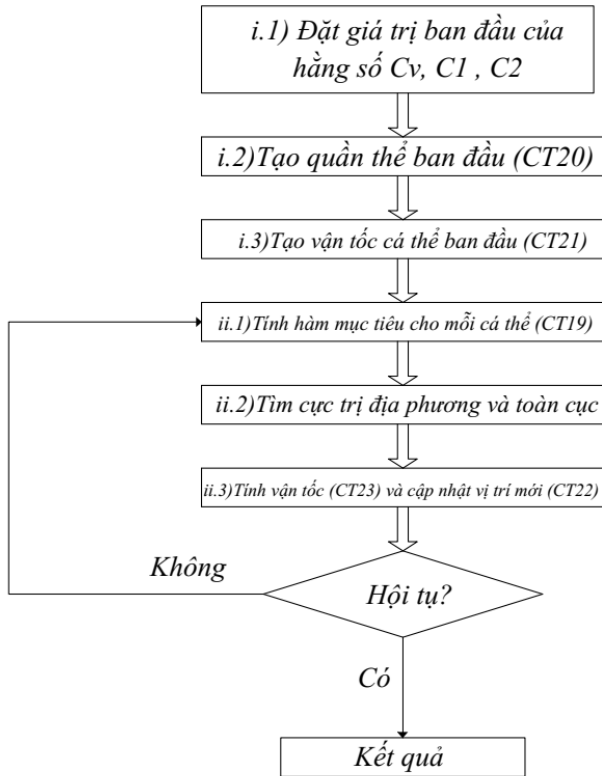 i.1) Đặt giá trị ban đầu của
hằng số Cv, C1 , C2
i.2)Tạo quần thể ban đầu (CT20)
i.3)Tạo vận tốc cá thể ban đầu (CT21)
ii.1)Tính hàm mục tiêu cho mỗi cá thể (CT19)
ii.2)Tìm cực trị địa phương và toàn cục
ii.3)Tính vận tốc (CT23) và cập nhật vị trí mới (CT22)
Không
Hội tụ?
Có
Kết quả